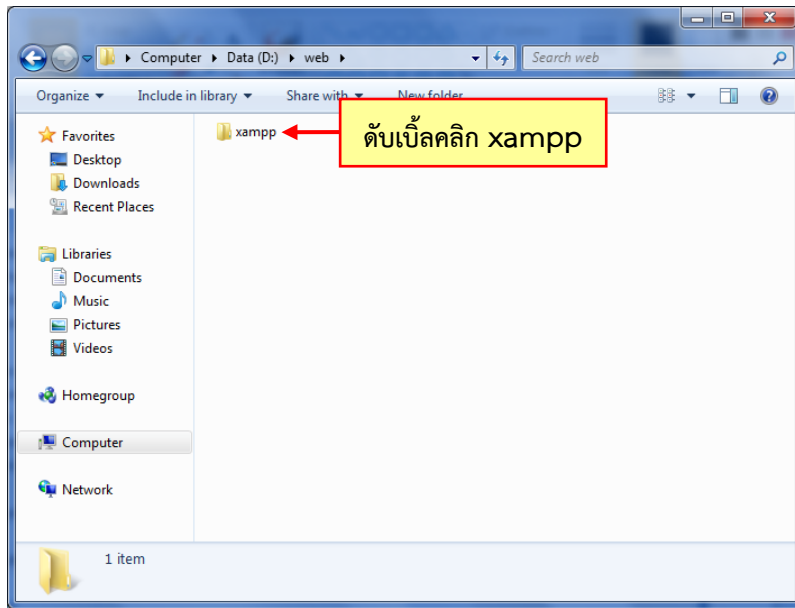 Computer ▸ Data (D:) ▸ web ▸
Search web
Organize Include in library Share with New folder
Favorites
Desktop
Downloads
Recent Places
Libraries
Documents
Music
Pictures
Videos
Homegroup
Computer
Network
xampp
ดับเบิ้ลคลิก xampp
1 item